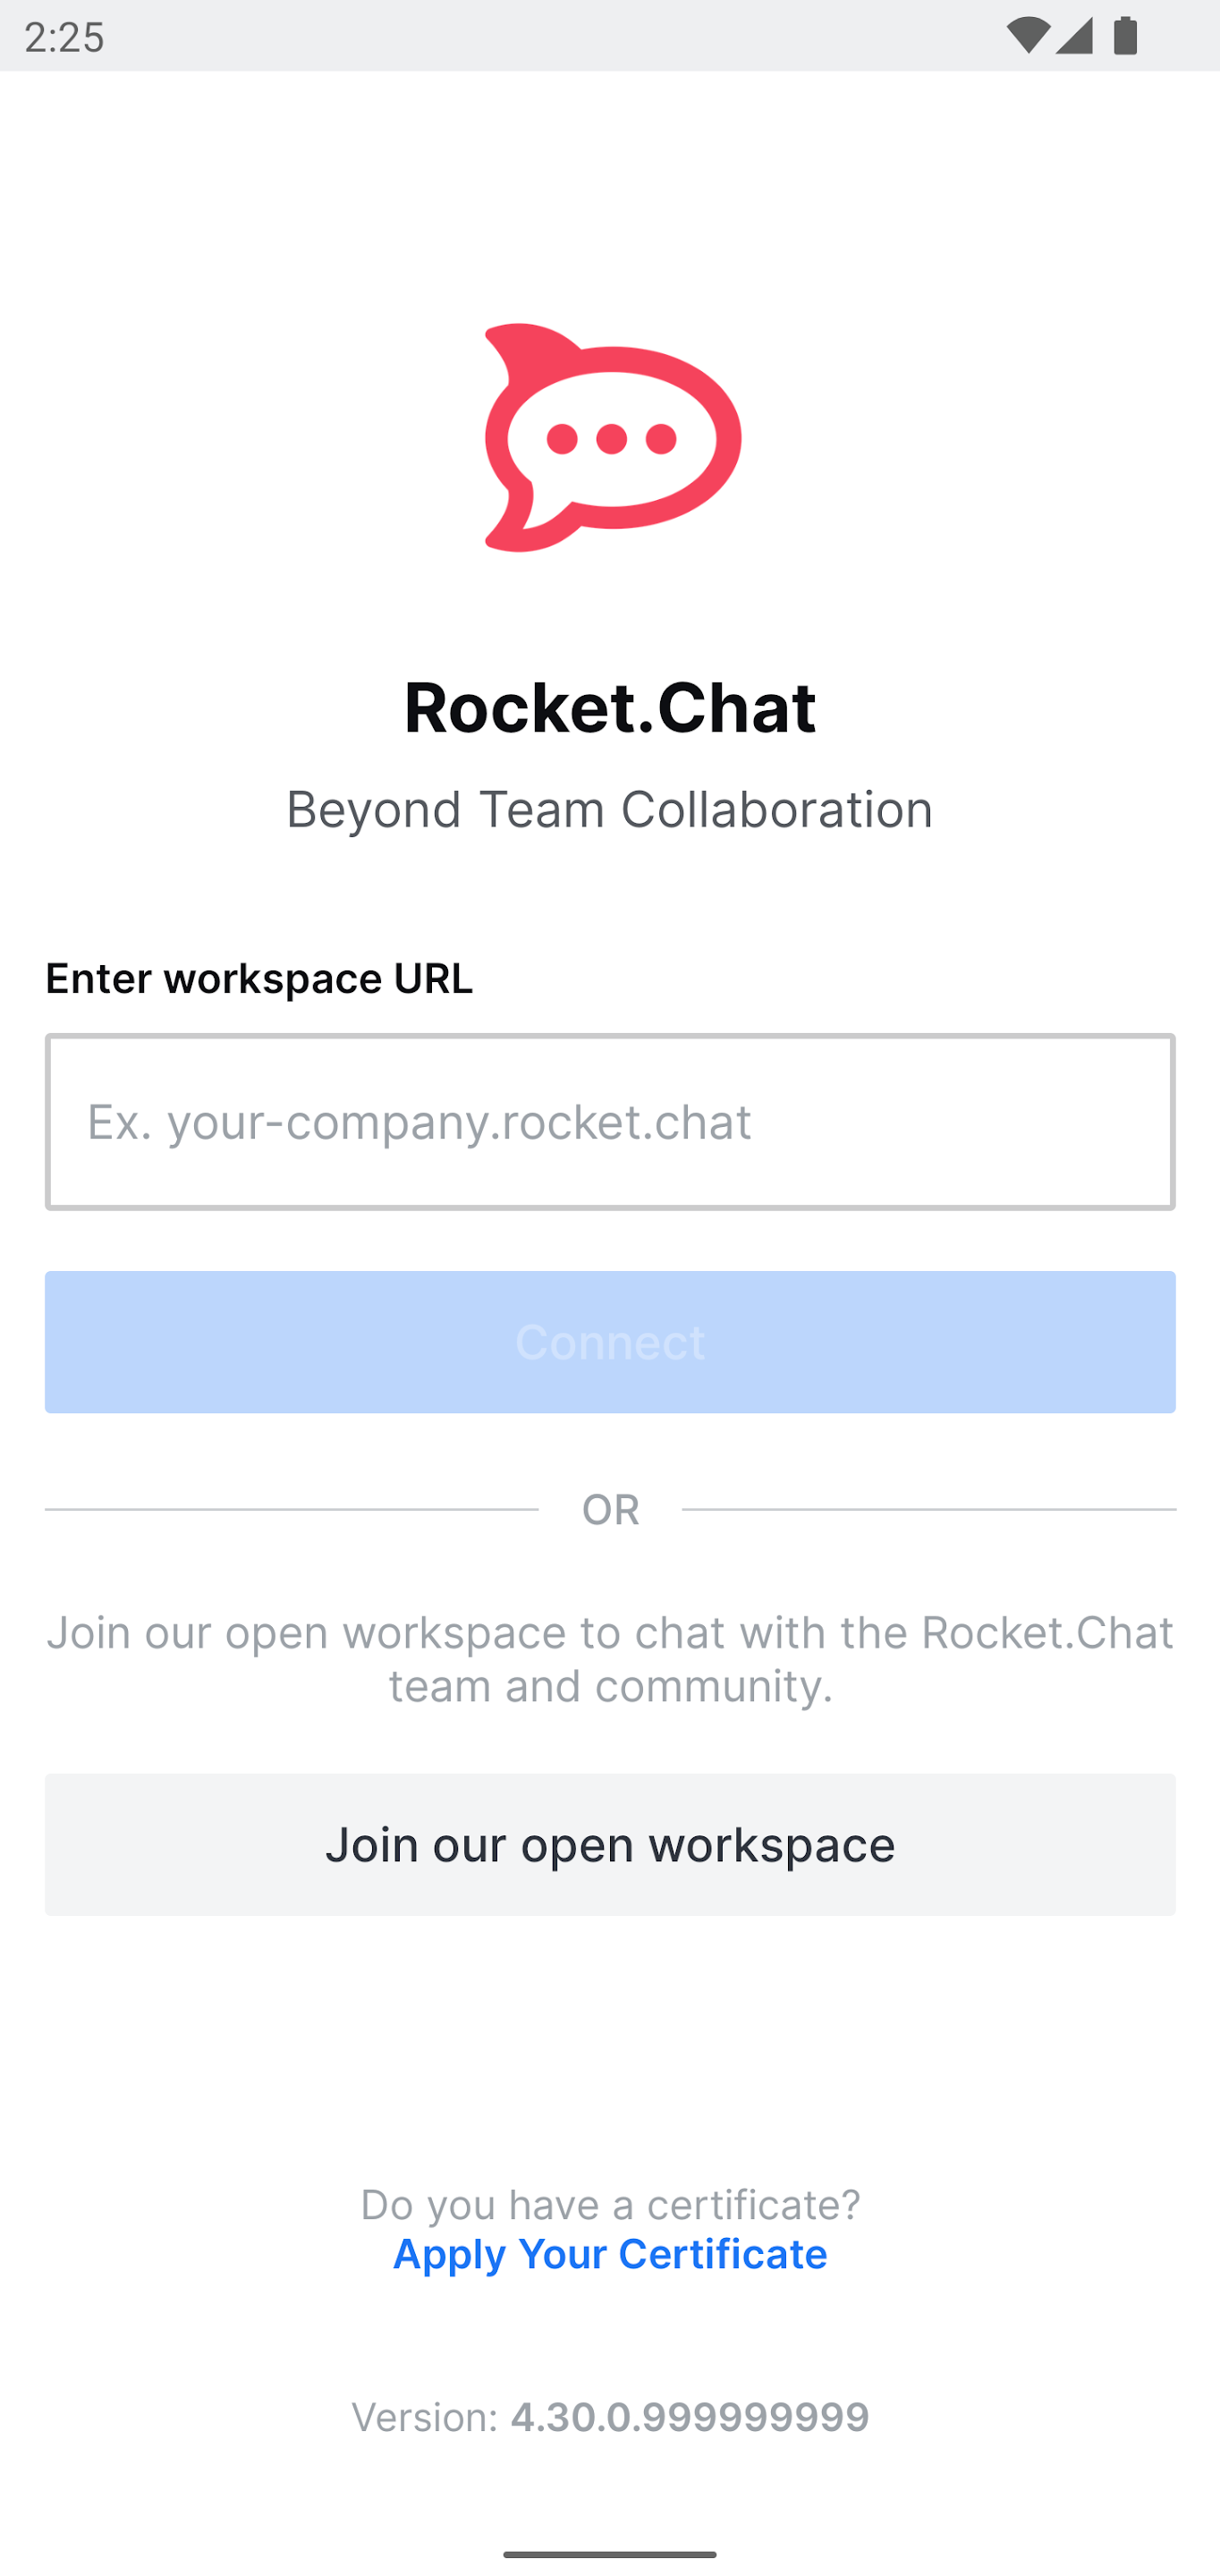 2:25
Rocket.Chat
Beyond Team Collaboration
Enter workspace URL
Ex. your-company.rocket.chat
Connect
OR
Join our open workspace to chat with the Rocket.Chat
team and community.
Join our open workspace
Do you have a certificate?
Apply Your Certificate
Version: 4.30.0.999999999